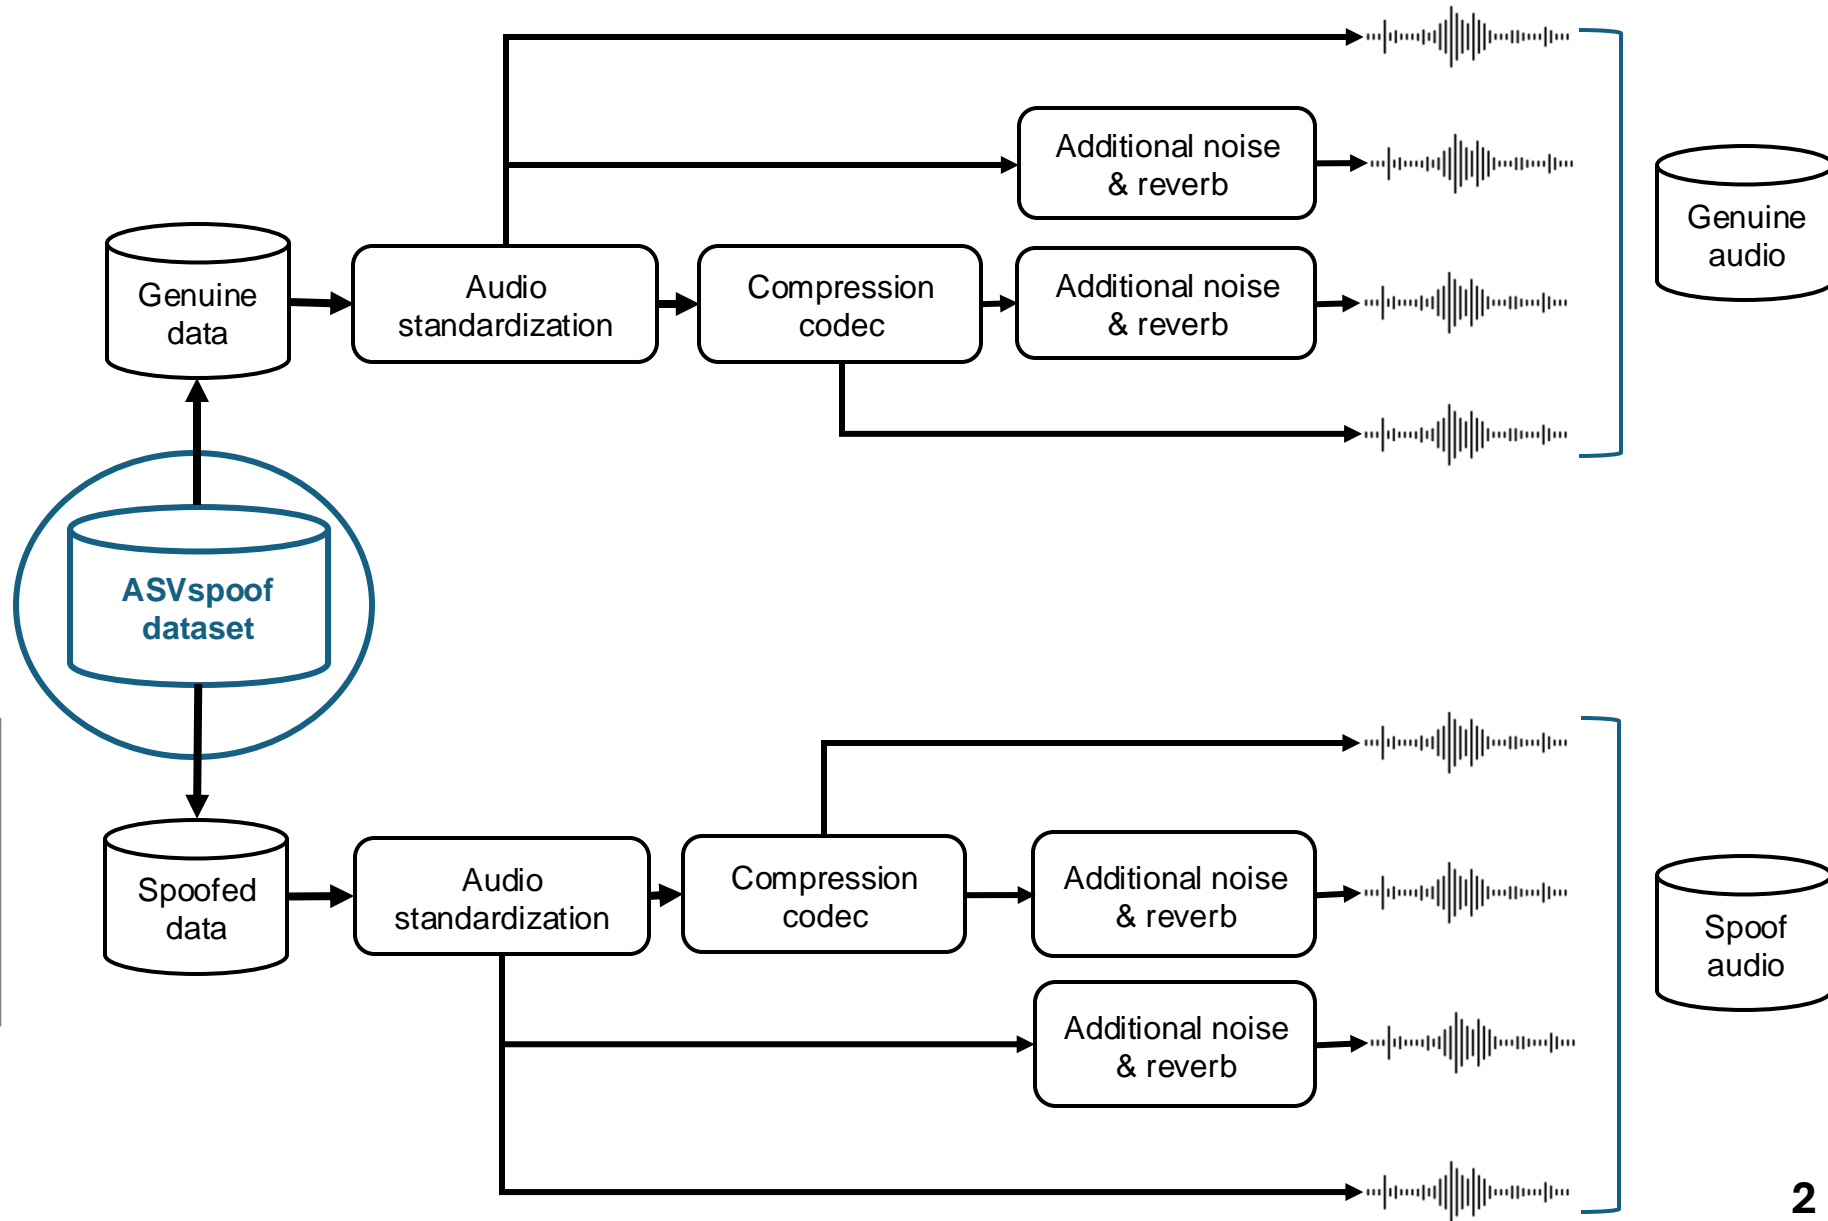 Additional noise
& reverb
Genuine
audio
Genuine
data
Audio
standardization
Compression
codec
Additional noise
& reverb
ASVspoof
dataset
Spoofed
data
Audio
standardization
Compression
codec
Additional noise
& reverb
Spoof
audio
Additional noise
& reverb
2